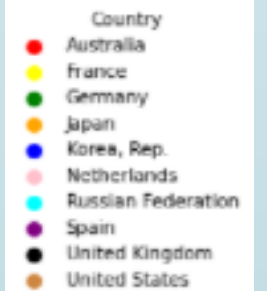 Country
Australia
France
Germany
Japan
Korea, Rep.
Netherlands
Russian Federation
Spain
United Kingdom
United States